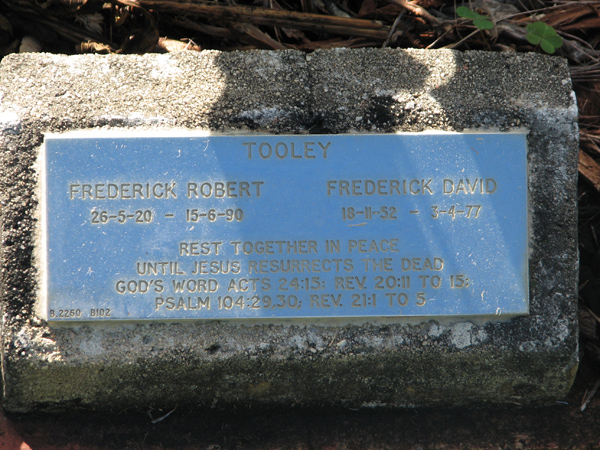 TOOLEY
FREDERICK ROBERT FREDERICK DAVID
26-5-20 - 15-6-90 18-11-52 - 3-4-77
REST TOGETHER IN PEACE
UNTIL JESUS RESURRECTS THE DEAD
GOD'S WORD ACTS 24:15; REV. 20:11 TO 15;
PSALM 104:29,30; REV. 21:1 TO 5
B.2260 B102